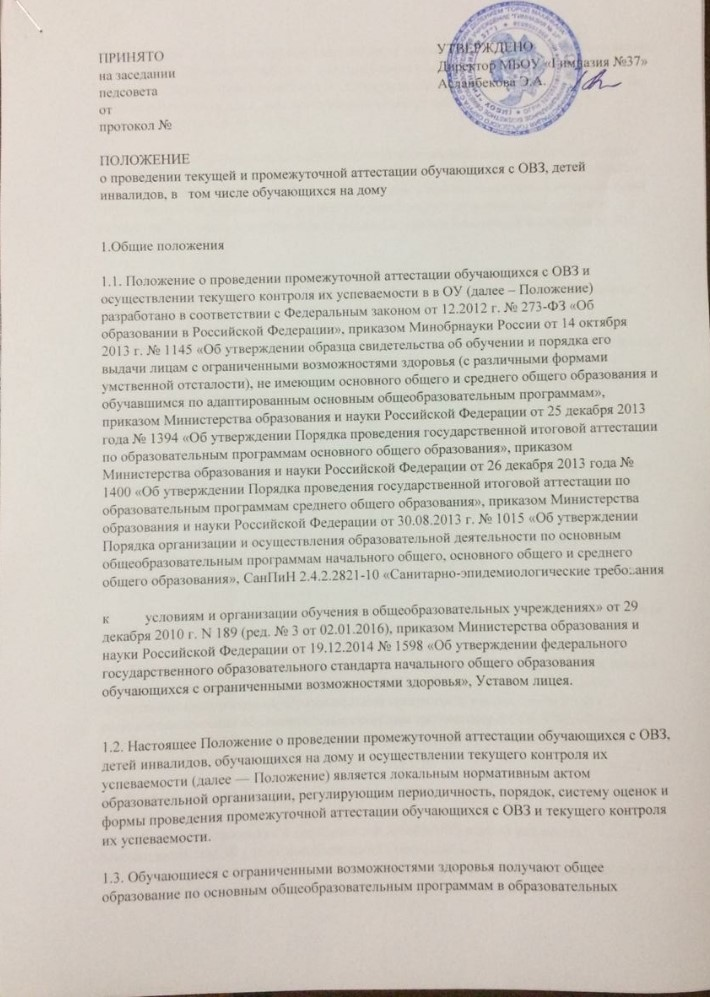 ПРИНЯТО
на заседании
педсовета
от
протокол №
УТВЕРЖДЕНО
Директор МБОУ «Гимназия №37»
Асланбекова Э.А.
ПОЛОЖЕНИЕ
о проведении текущей и промежуточной аттестации обучающихся с ОВЗ, детей
инвалидов, в том числе обучающихся на дому
1.Общие положения
1.1. Положение о проведении промежуточной аттестации обучающихся с ОВЗ и
осуществлении текущего контроля их успеваемости в в ОУ (далее – Положение)
разработано в соответствии с Федеральным законом от 12.2012 г. № 273-ФЗ «Об
образовании в Российской Федерации», приказом Минобрнауки России от 14 октября
2013 г. № 1145 «Об утверждении образца свидетельства об обучении и порядка его
выдачи лицам с ограниченными возможностями здоровья (с различными формами
умственной отсталости), не имеющим основного общего и среднего общего образования и
обучавшимся по адаптированным основным общеобразовательным программам»,
приказом Министерства образования и науки Российской Федерации от 25 декабря 2013
года № 1394 «Об утверждении Порядка проведения государственной итоговой аттестации
по образовательным программам основного общего образования», приказом
Министерства образования и науки Российской Федерации от 26 декабря 2013 года №
1400 «Об утверждении Порядка проведения государственной итоговой аттестации по
образовательным программам среднего общего образования», приказом Министерства
образования и науки Российской Федерации от 30.08.2013 г. № 1015 «Об утверждении
Порядка организации и осуществления образовательной деятельности по основным
общеобразовательным программам начального общего, основного общего и среднего
общего образования», СанПиН 2.4.2.2821-10 «Санитарно-эпидемиологические требования
к условиям и организации обучения в общеобразовательных учреждениях» от 29
декабря 2010 г. N 189 (ред. № 3 от 02.01.2016), приказом Министерства образования и
науки Российской Федерации от 19.12.2014 № 1598 «Об утверждении федерального
государственного образовательного стандарта начального общего образования
обучающихся с ограниченными возможностями здоровья», Уставом лицея.
1.2. Настоящее Положение о проведении промежуточной аттестации обучающихся с ОВЗ,
детей инвалидов, обучающихся на дому и осуществлении текущего контроля их
успеваемости (далее — Положение) является локальным нормативным актом
образовательной организации, регулирующим периодичность, порядок, систему оценок и
формы проведения промежуточной аттестации обучающихся с ОВЗ и текущего контроля
их успеваемости.
1.3. Обучающиеся с ограниченными возможностями здоровья получают общее
образование по основным общеобразовательным программам в образовательных